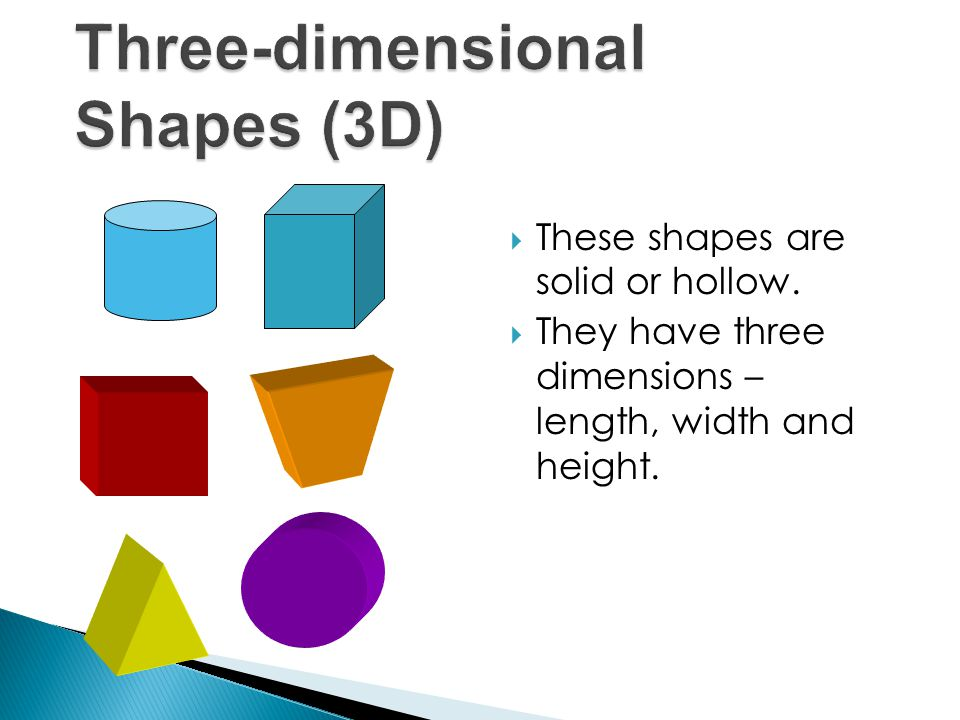 Three-dimensional
Shapes (3D)
These shapes are
solid or hollow.
They have three
dimensions –
length, width and
height.